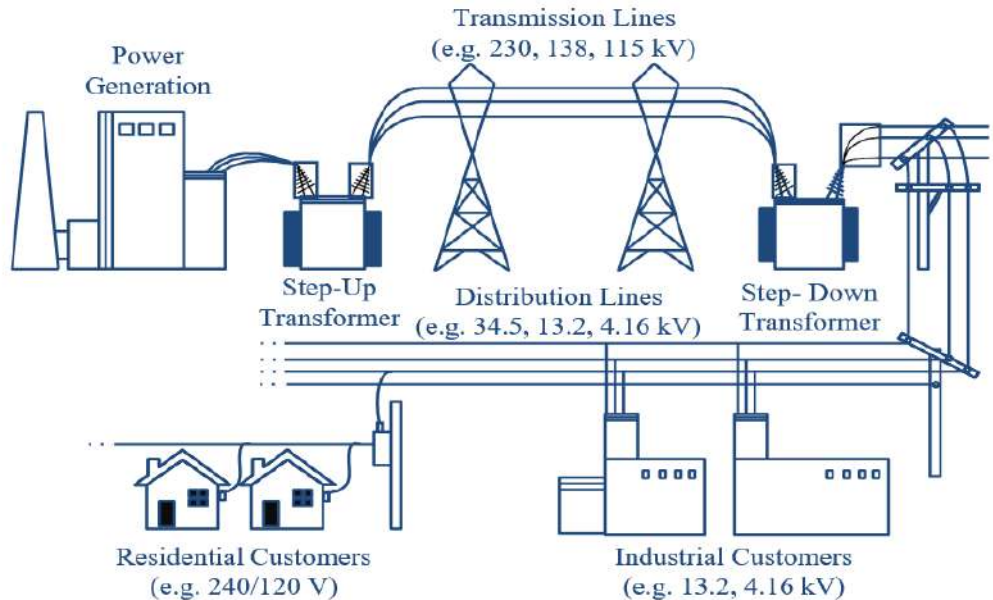 Transmission Lines
(e.g. 230, 138, 115 kV)
Power
Generation
Step-Up
Transformer
Distribution Lines
(e.g. 34.5, 13.2, 4.16 kV)
Step- Down
Transformer
Residential Customers
(e.g. 240/120 V)
Industrial Customers
(e.g. 13.2, 4.16 kV)